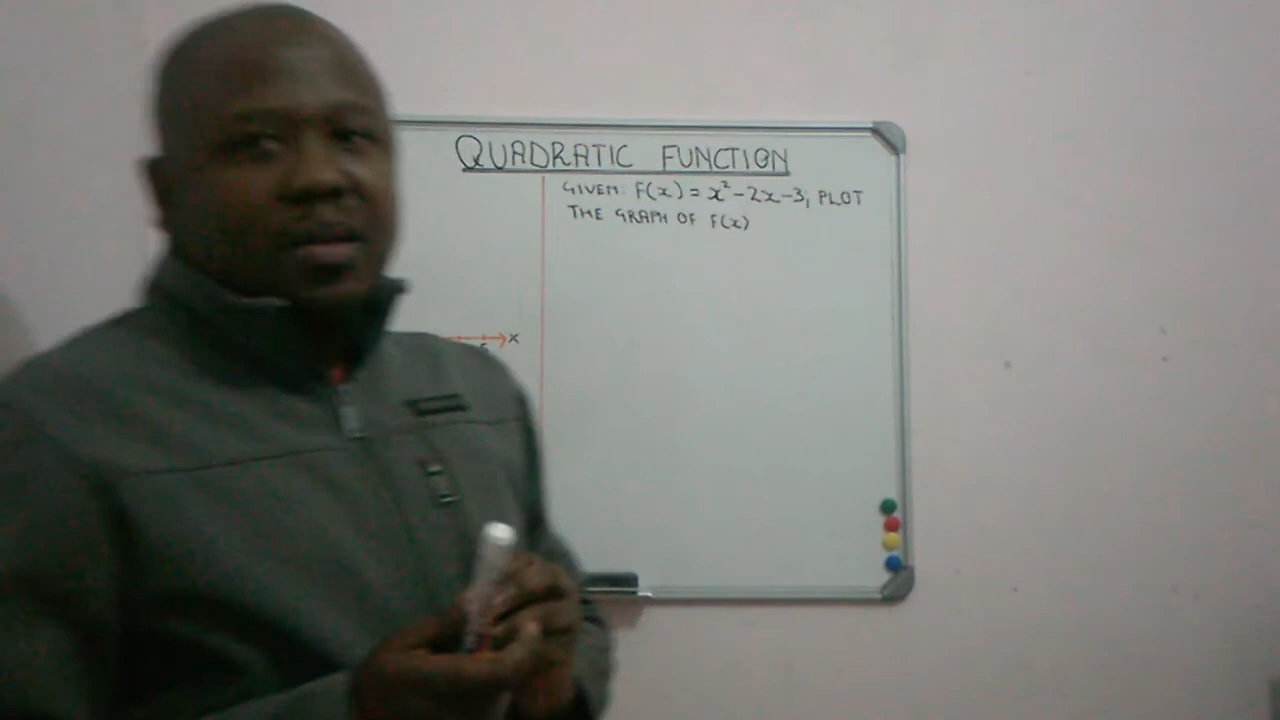 QUADRATIC FUNCTION
GIVEN: F(x) = x² - 2x - 3, PLOT
THE GRAPH OF F(x)
x